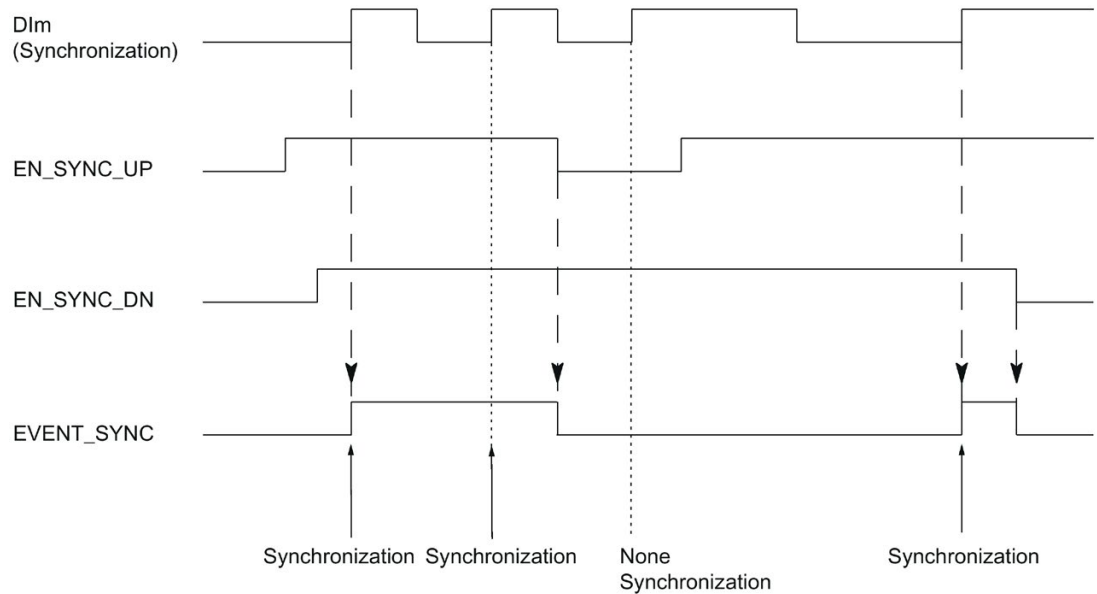 DIm
(Synchronization)
EN_SYNC_UP
EN_SYNC_DN
EVENT_SYNC
Synchronization
Synchronization
None
Synchronization
Synchronization